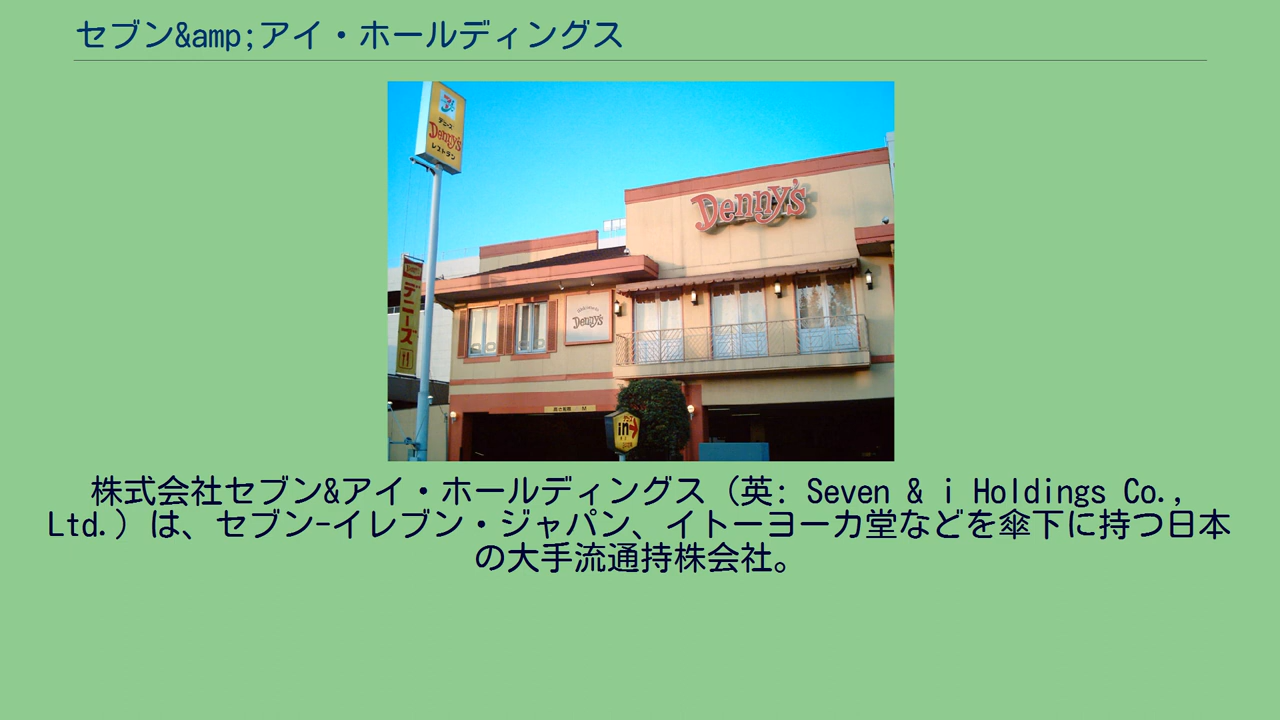 セブン&amp;アイ・ホールディングス
デニーズ
Denny's
レストラン
Denny's
デニーズ
Denny's
in
株式会社セブン&アイ・ホールディングス（英: Seven & i Holdings Co.,
Ltd.）は、セブン-イレブン・ジャパン、イトーヨーカ堂などを傘下に持つ日本
の大手流通持株会社。